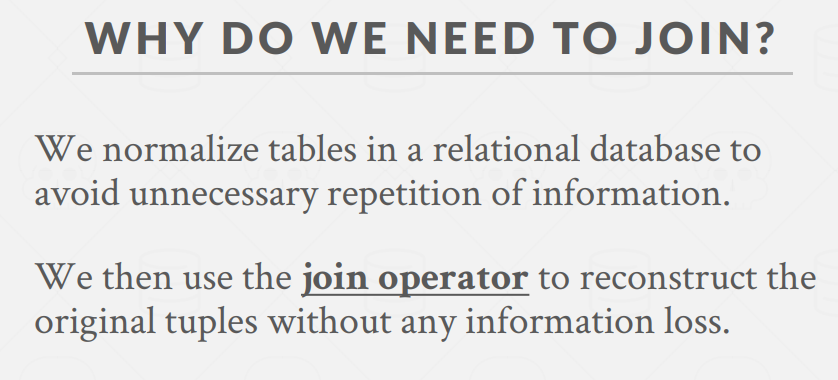 WHY DO WE NEED TO JOIN?
We normalize tables in a relational database to
avoid unnecessary repetition of information.
We then use the join operator to reconstruct the
original tuples without any information loss.